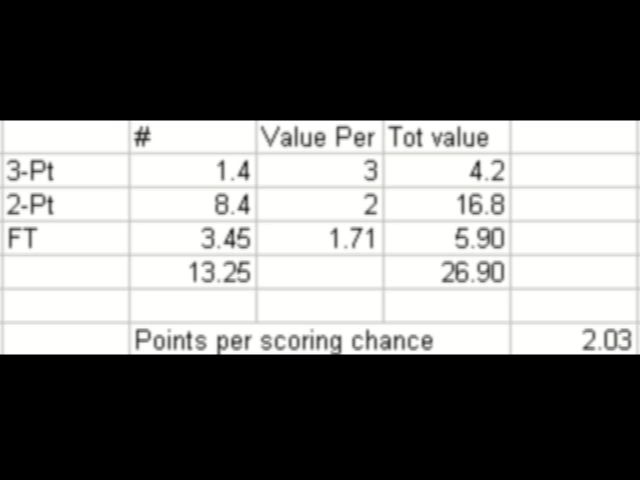 # Value Per Tot value
3-Pt 1.4 3 4.2
2-Pt 8.4 2 16.8
FT 3.45 1.71 5.90
13.25 26.90
Points per scoring chance 2.03